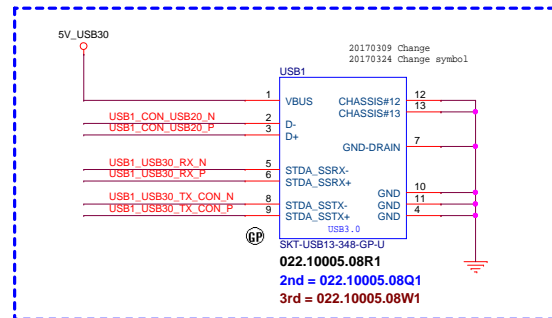 5V_USB30
20170309 Change
20170324 Change symbol
USB1
1 VBUS CHASSIS#12 12
CHASSIS#13 13
USB1_CON_USB20_N 2 D-
USB1_CON_USB20_P 3 D+
GND-DRAIN 7
USB1_USB30_RX_N 5 STDA_SSRX-
USB1_USB30_RX_P 6 STDA_SSRX+
GND 10
USB1_USB30_TX_CON_N 8 STDA_SSTX- GND 11
USB1_USB30_TX_CON_P 9 STDA_SSTX+ GND 4
USB3.0
GP
SKT-USB13-348-GP-U
022.10005.08R1
2nd = 022.10005.08Q1
3rd = 022.10005.08W1